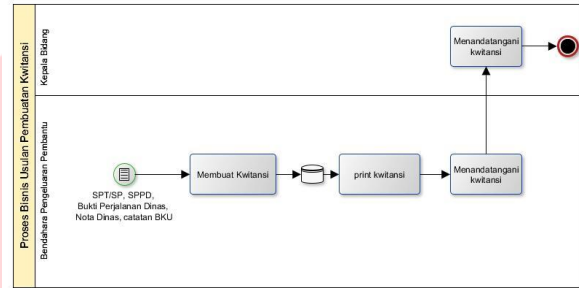 Proses Bisnis Usulan Pembuatan Kwitansi
Kepala Bidang
Menandatangani
kwitansi
Bendahara Pengeluaran Pembantu
SPT/SP, SPPD,
Bukti Perjalanan Dinas,
Nota Dinas, catatan BKU
Membuat Kwitansi
print kwitansi
Menandatangani
kwitansi